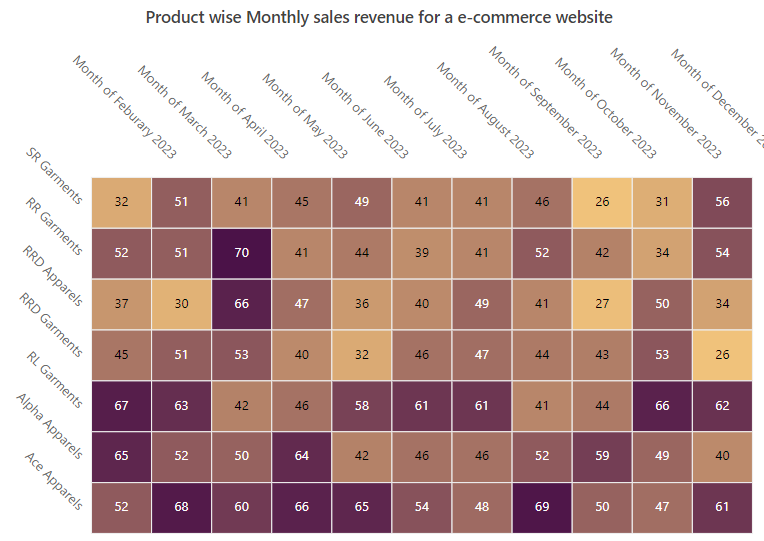 Product wise Monthly sales revenue for a e-commerce website
Month of Feburary 2023
Month of March 2023
Month of April 2023
Month of May 2023
Month of June 2023
Month of July 2023
Month of August 2023
Month of September 2023
Month of October 2023
Month of November 2023
Month of December 202
SR Garments
32 51 41 45 49 41 41 46 26 31 56
RR Garments
52 51 70 41 44 39 41 52 42 34 54
RRD Apparels
37 30 66 47 36 40 49 41 27 50 34
RRD Garments
45 51 53 40 32 46 47 44 43 53 26
RL Garments
67 63 42 46 58 61 61 41 44 66 62
Alpha Apparels
65 52 50 64 42 46 46 52 59 49 40
Ace Apparels
52 68 60 66 65 54 48 69 50 47 61